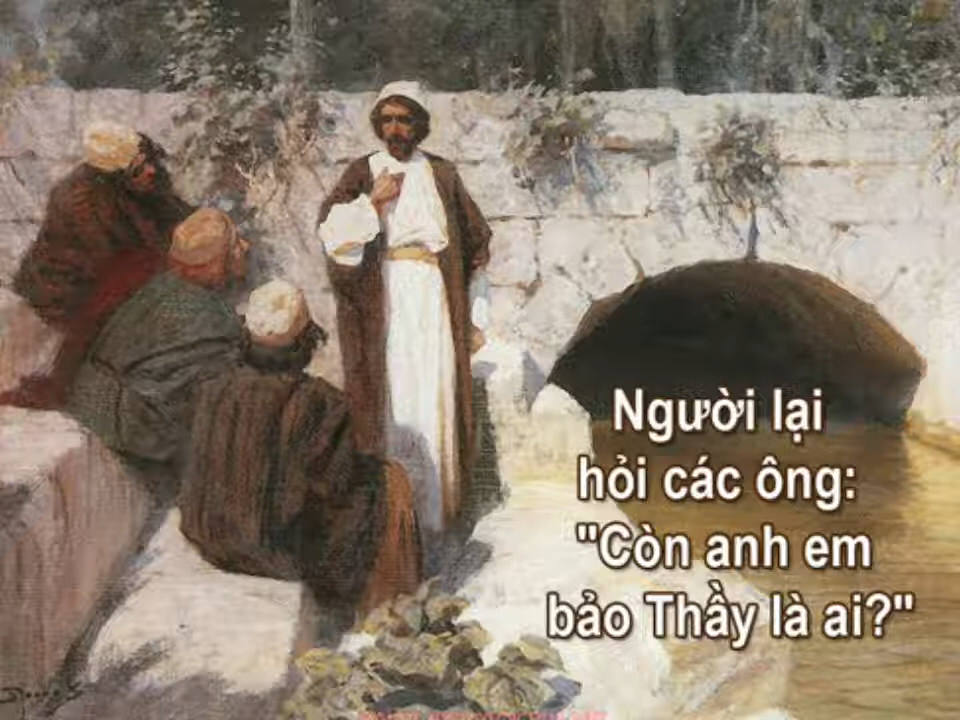 Người lại
hỏi các ông:
"Còn anh em
bảo Thầy là ai?"